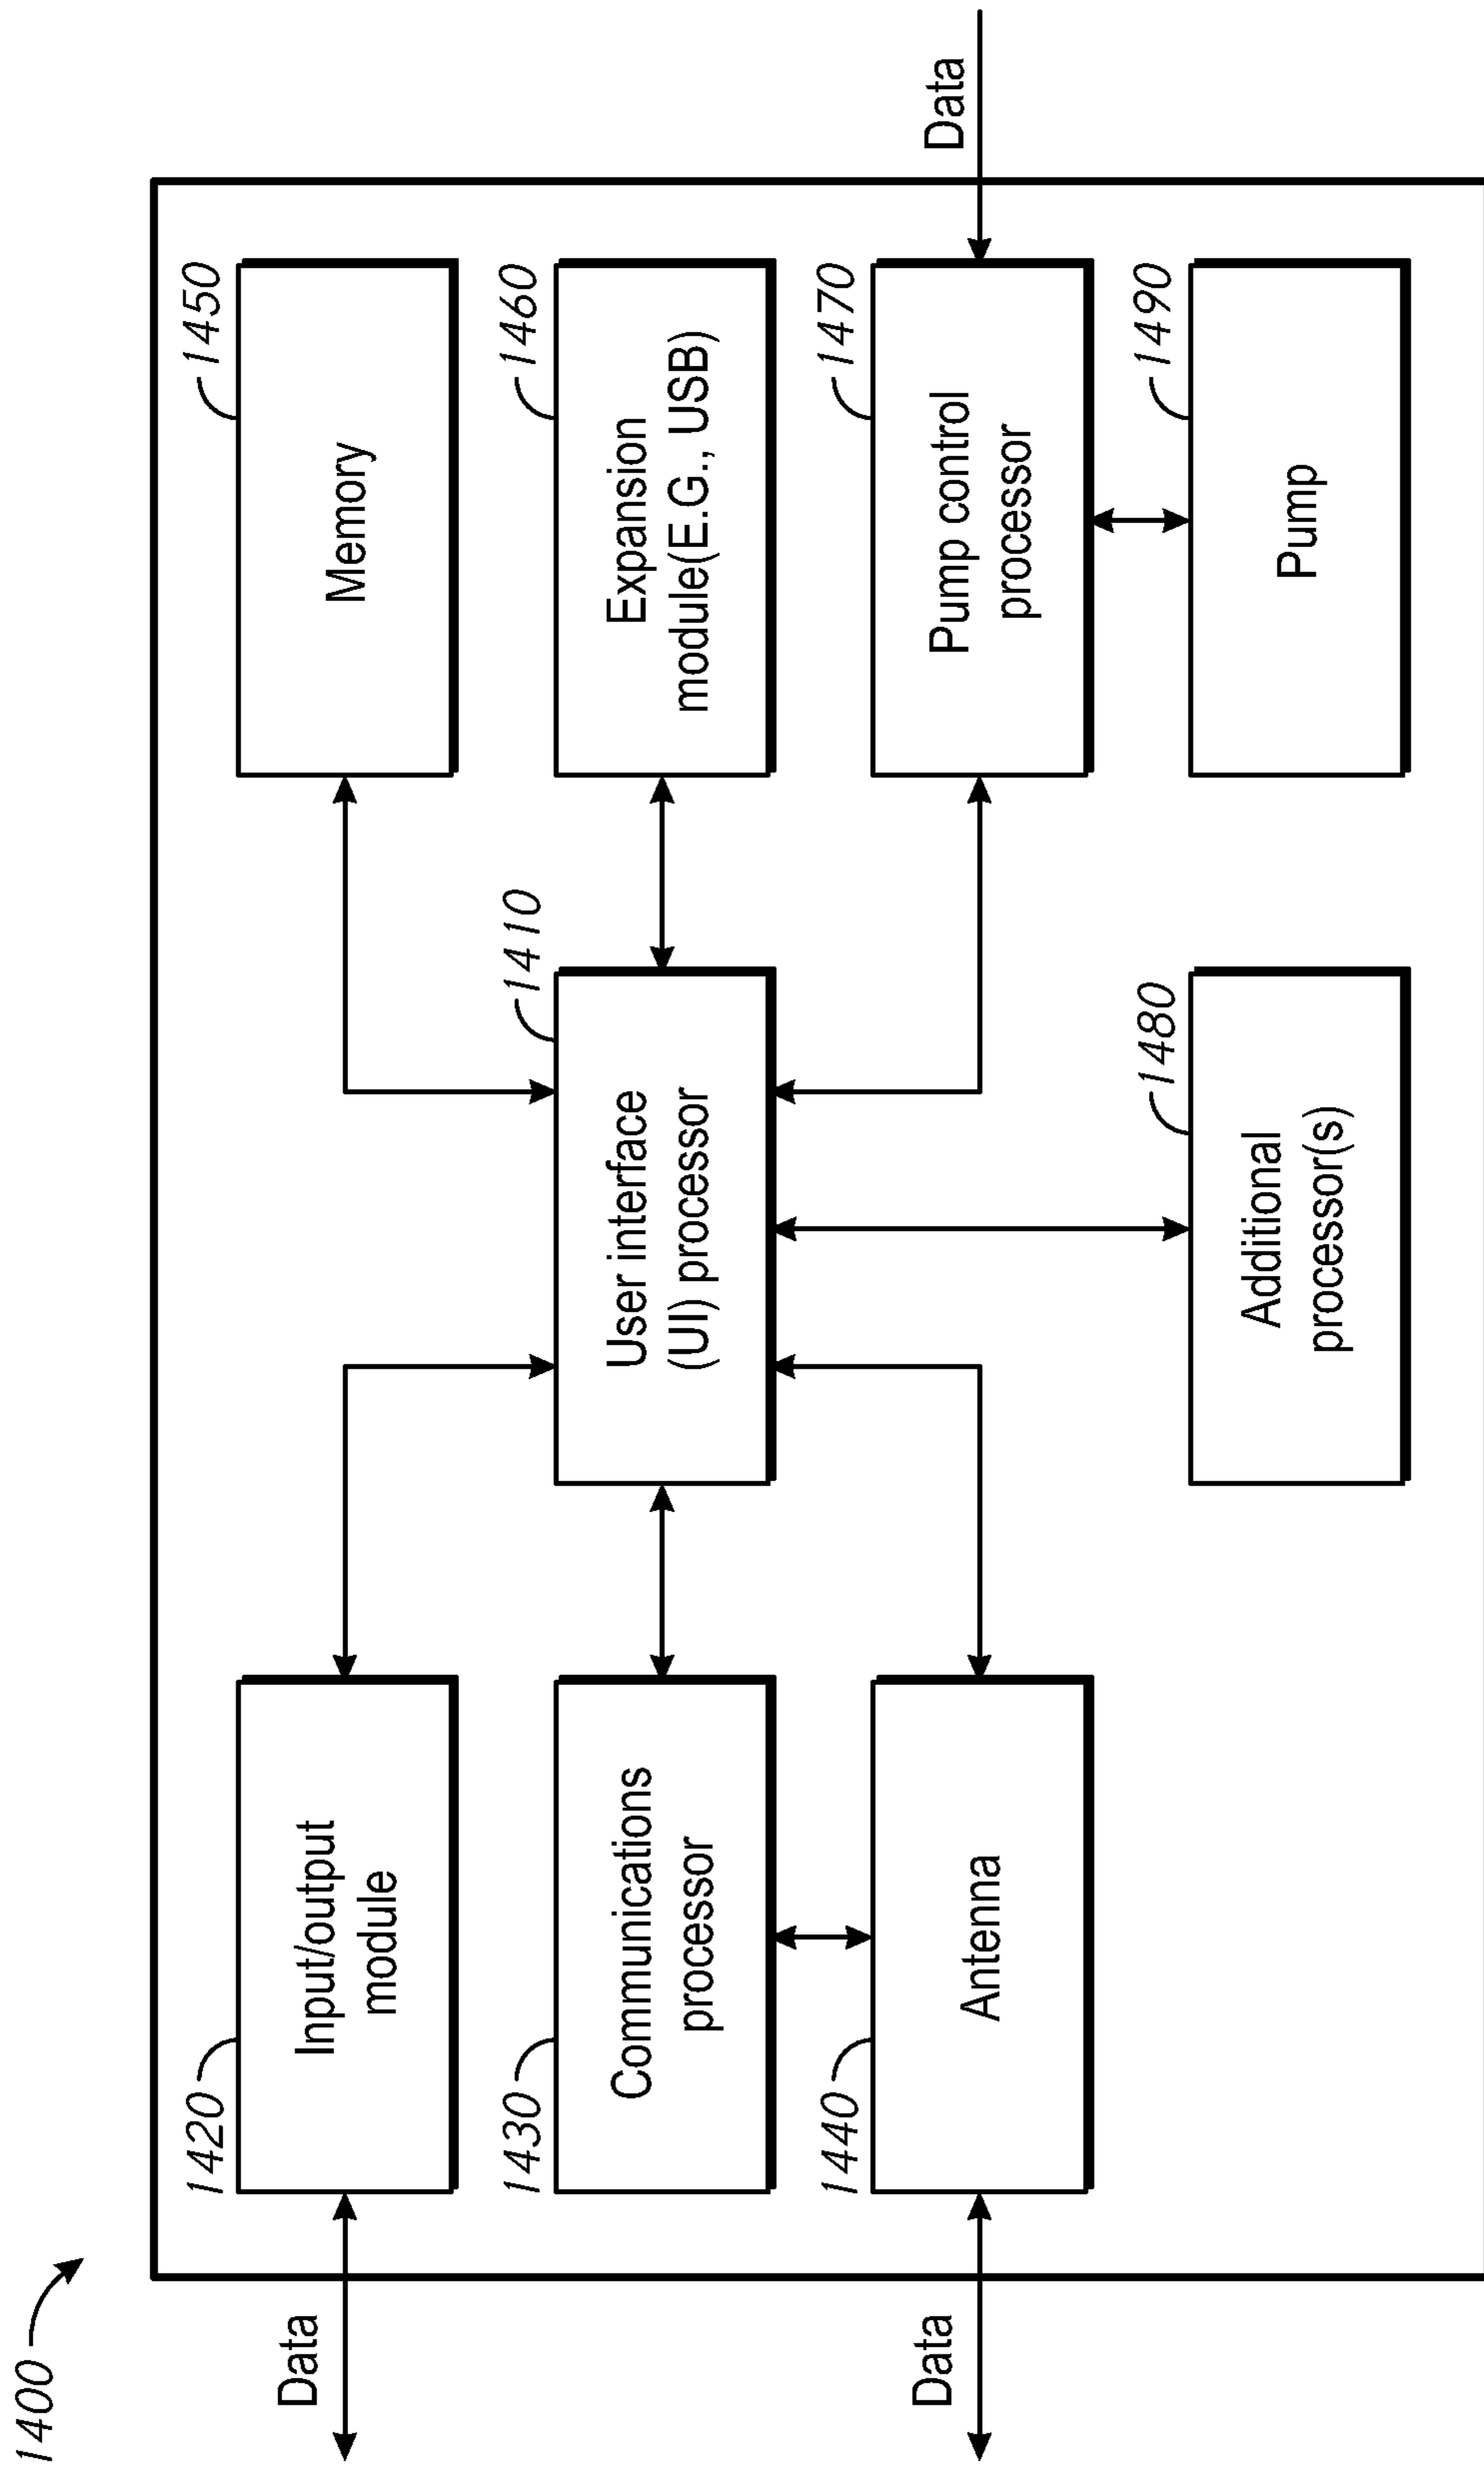 1400
Data
1420
Input/output
module
1450
Memory
1410
User interface
(UI) processor
1430
Communications
processor
1460
Expansion
module(E.G., USB)
Data
1440
Antenna
1470
Pump control
processor
Data
1480
Additional
processor(s)
1490
Pump